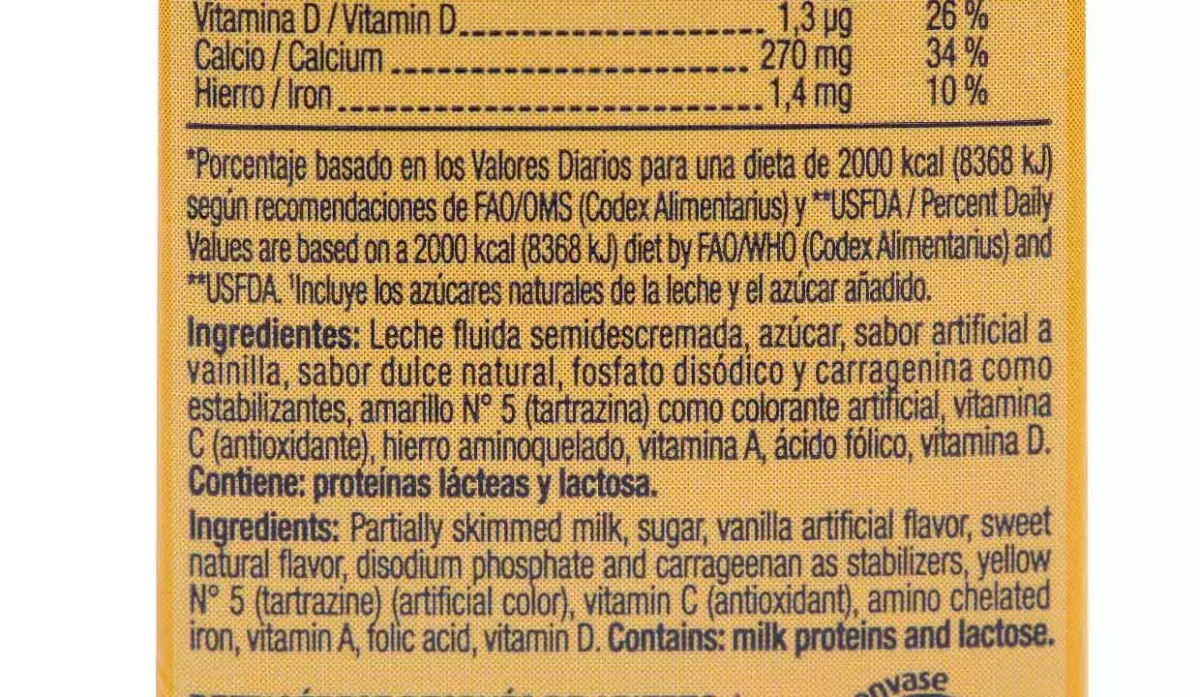 Vitamina D / Vitamin D 1,3 µg 26 %
Calcio / Calcium 270 mg 34 %
Hierro / Iron 1,4 mg 10 %
*Porcentaje basado en los Valores Diarios para una dieta de 2000 kcal (8368 kJ)
según recomendaciones de FAO/OMS (Codex Alimentarius) y **USFDA / Percent Daily
Values are based on a 2000 kcal (8368 kJ) diet by FAO/WHO (Codex Alimentarius) and
**USFDA. ¹Incluye los azúcares naturales de la leche y el azúcar añadido.
Ingredientes: Leche fluida semidescremada, azúcar, sabor artificial a
vainilla, sabor dulce natural, fosfato disódico y carragenina como
estabilizantes, amarillo N° 5 (tartrazina) como colorante artificial, vitamina
C (antioxidante), hierro aminoquelado, vitamina A, ácido fólico, vitamina D.
Contiene: proteínas lácteas y lactosa.
Ingredients: Partially skimmed milk, sugar, vanilla artificial flavor, sweet
natural flavor, disodium phosphate and carrageenan as stabilizers, yellow
N° 5 (tartrazine) (artificial color), vitamin C (antioxidant), amino chelated
iron, vitamin A, folic acid, vitamin D. Contains: milk proteins and lactose.